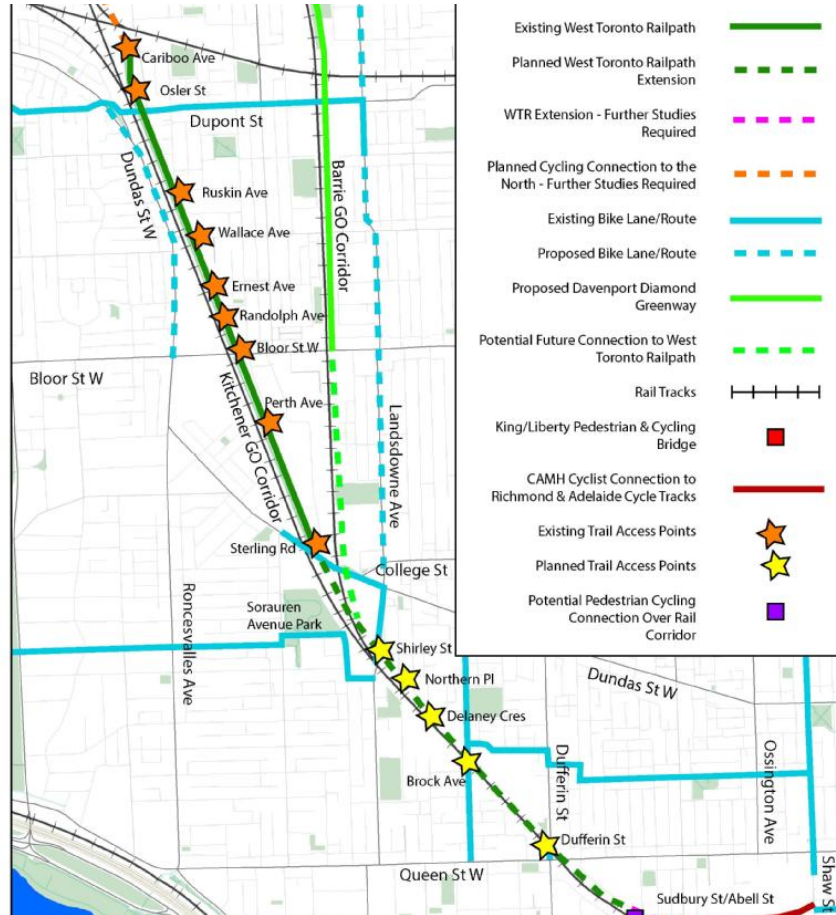 Cariboo Ave
Osler St
Dupont St
Dundas St W
Barrie GO Corridor
Ruskin Ave
Wallace Ave
Ernest Ave
Randolph Ave
Bloor St W
Bloor St W
Kitchener GO Corridor
Perth Ave
Landsdowne Ave
Sterling Rd
College St
Roncesvalles Ave
Sorauren
Avenue Park
Shirley St
Northern Pl
Delaney Cres
Brock Ave
Dundas St W
Dufferin St
Ossington Ave
Dufferin St
Queen St W
Sudbury St/Abell St
Shaw St
Existing West Toronto Railpath
Planned West Toronto Railpath
Extension
WTR Extension - Further Studies
Required
Planned Cycling Connection to the
North - Further Studies Required
Existing Bike Lane/Route
Proposed Bike Lane/Route
Proposed Davenport Diamond
Greenway
Potential Future Connection to West
Toronto Railpath
Rail Tracks
King/Liberty Pedestrian & Cycling
Bridge
CAMH Cyclist Connection to
Richmond & Adelaide Cycle Tracks
Existing Trail Access Points
Planned Trail Access Points
Potential Pedestrian Cycling
Connection Over Rail
Corridor